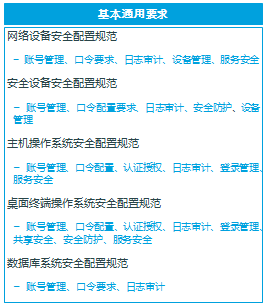 基本通用要求
网络设备安全配置规范
– 账号管理、口令要求、日志审计、设备管理、服务安全
安全设备安全配置规范
– 账号管理、口令配置要求、日志审计、安全防护、设备
管理
主机操作系统安全配置规范
– 账号管理、口令配置、认证授权、日志审计、登录管理、
服务安全
桌面终端操作系统安全配置规范
– 账号管理、口令配置、认证授权、日志审计、登录管理、
共享安全、安全防护、服务安全
数据库系统安全配置规范
– 账号管理、口令要求、日志审计